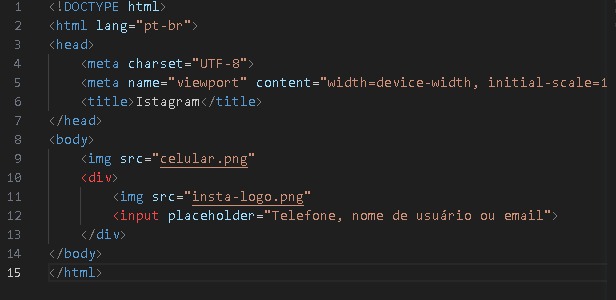 1 <!DOCTYPE html>
2 <html lang="pt-br">
3 <head>
4 <meta charset="UTF-8">
5 <meta name="viewport" content="width=device-width, initial-scale=1
6 <title>Istagram</title>
7 </head>
8 <body>
9 <img src="celular.png"
10 <div>
11 <img src="insta-logo.png"
12 <input placeholder="Telefone, nome de usuário ou email">
13 </div>
14 </body>
15 </html>